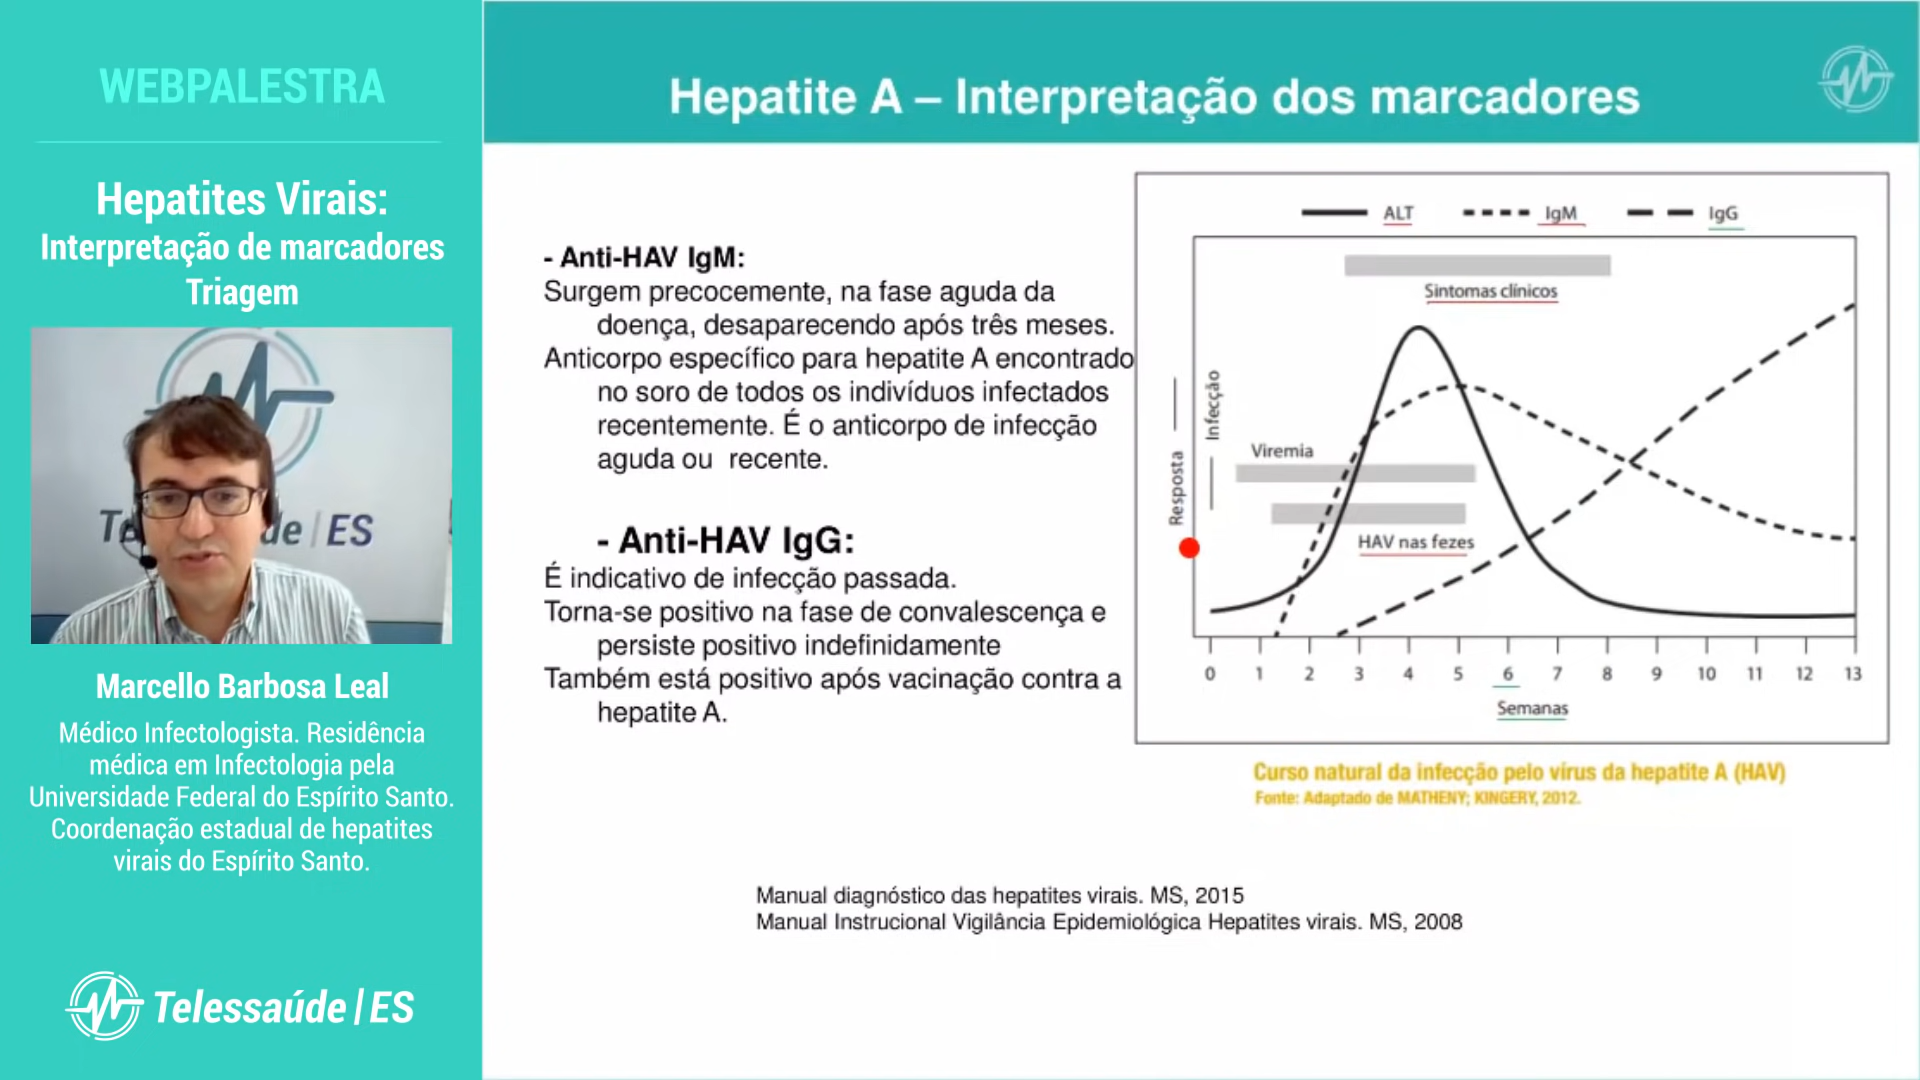 WEBPALESTRA
Hepatites Virais:
Interpretação de marcadores
Triagem
Telessaúde|ES
Marcello Barbosa Leal
Médico Infectologista. Residência
médica em Infectologia pela
Universidade Federal do Espírito Santo.
Coordenação estadual de hepatites
virais do Espírito Santo.
Telessaúde|ES
Hepatite A – Interpretação dos marcadores
- Anti-HAV IgM:
Surgem precocemente, na fase aguda da
doença, desaparecendo após três meses.
Anticorpo específico para hepatite A encontrado
no soro de todos os indivíduos infectados
recentemente. É o anticorpo de infecção
aguda ou recente.
- Anti-HAV IgG:
É indicativo de infecção passada.
Torna-se positivo na fase de convalescença e
persiste positivo indefinidamente
Também está positivo após vacinação contra a
hepatite A.
ALT IgM IgG
Sintomas clínicos
Resposta
Infecção
Viremia
HAV nas fezes
0 1 2 3 4 5 6 7 8 9 10 11 12 13
Semanas
Curso natural da infecção pelo vírus da hepatite A (HAV)
Fonte: Adaptado de MATHENY; KINGERY, 2012.
Manual diagnóstico das hepatites virais. MS, 2015
Manual Instrucional Vigilância Epidemiológica Hepatites virais. MS, 2008